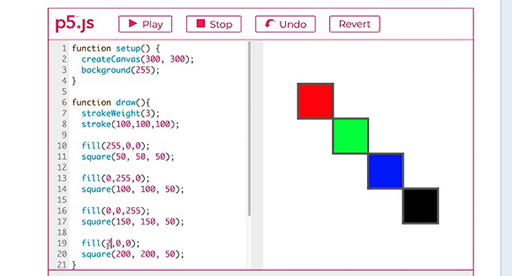 p5.js
Play
Stop
Undo
Revert
1 function setup() {
2 createCanvas(300, 300);
3 background(255);
4 }
5
6 function draw(){
7 strokeWeight(3);
8 stroke(100,100,100);
9
10 fill(255,0,0);
11 square(50, 50, 50);
12
13 fill(0,255,0);
14 square(100, 100, 50);
15
16 fill(0,0,255);
17 square(150, 150, 50);
18
19 fill(2,0,0);
20 square(200, 200, 50);
21 }